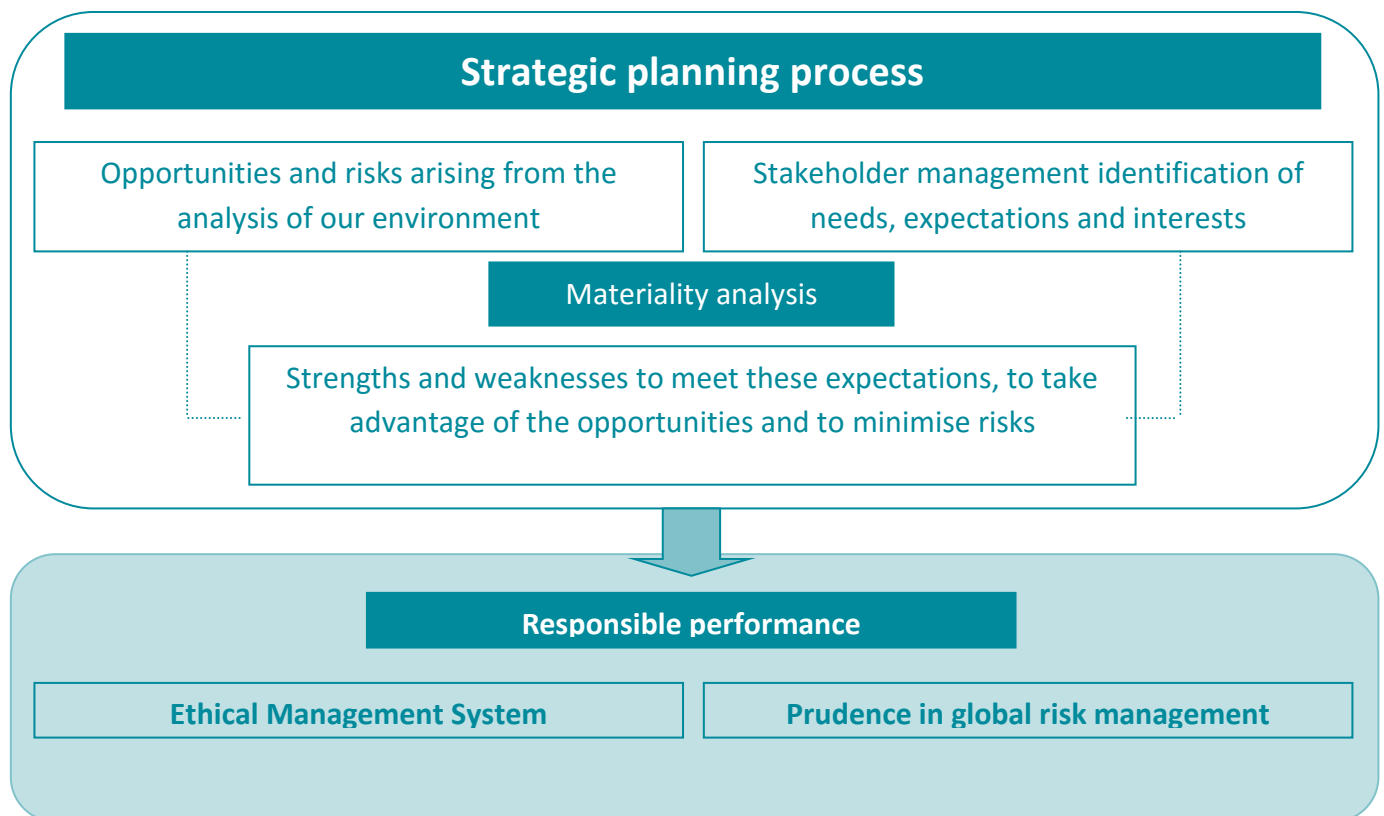 Strategic planning process
Opportunities and risks arising from the
analysis of our environment
Stakeholder management identification of
needs, expectations and interests
Materiality analysis
Strengths and weaknesses to meet these expectations, to take
advantage of the opportunities and to minimise risks
Responsible performance
Ethical Management System
Prudence in global risk management